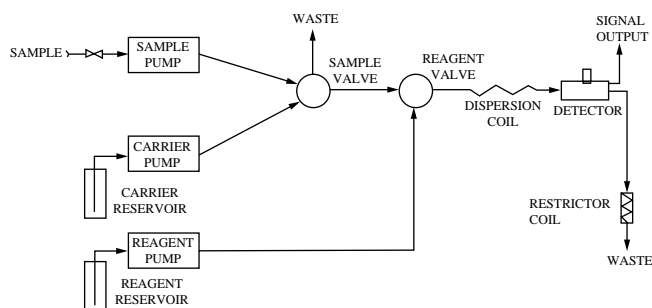 WASTE
SIGNAL
OUTPUT
SAMPLE
SAMPLE
PUMP
SAMPLE
VALVE
REAGENT
VALVE
DISPERSION
COIL
DETECTOR
CARRIER
PUMP
CARRIER
RESERVOIR
RESTRICTOR
COIL
REAGENT
PUMP
WASTE
REAGENT
RESERVOIR